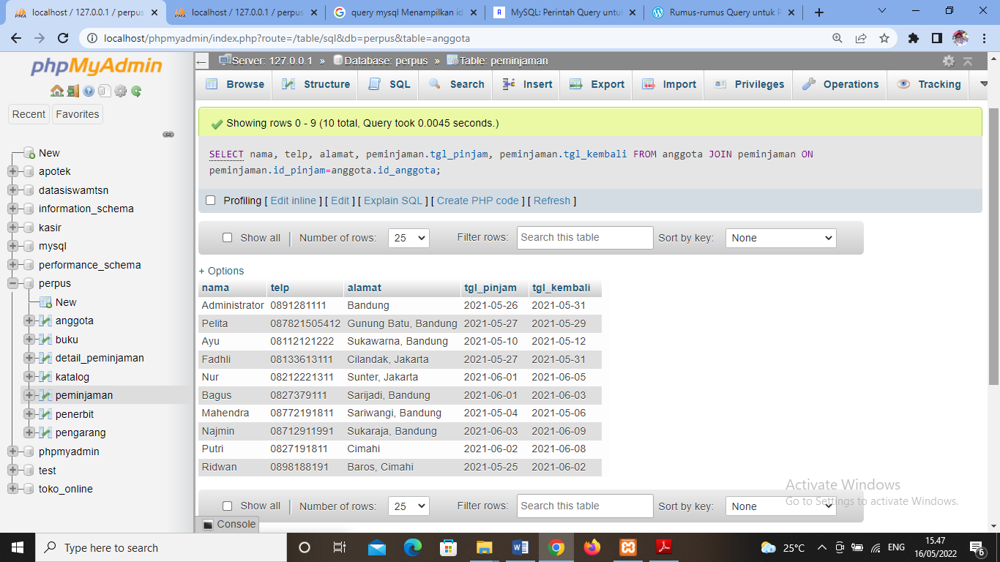 localhost / 127.0.0.1 / perpus
localhost / 127.0.0.1 / perpus
query mysql Menampilkan id
MySQL: Perintah Query untuk
Rumus-rumus Query untuk P
localhost/phpmyadmin/index.php?route=/table/sql&db=perpus&table=anggota
phpMyAdmin
Recent
Favorites
New
apotek
datasiswamtsn
information_schema
kasir
mysql
performance_schema
perpus
New
anggota
buku
detail_peminjaman
katalog
peminjaman
penerbit
pengarang
phpmyadmin
test
toko_online
Server: 127.0.0.1 » Database: perpus » Table: peminjaman
Browse Structure SQL Search Insert Export Import Privileges Operations Tracking
Showing rows 0 - 9 (10 total, Query took 0.0045 seconds.)
SELECT nama, telp, alamat, peminjaman.tgl_pinjam, peminjaman.tgl_kembali FROM anggota JOIN peminjaman ON
peminjaman.id_pinjam=anggota.id_anggota;
Profiling [ Edit inline ] [ Edit ] [ Explain SQL ] [ Create PHP code ] [ Refresh ]
Show all | Number of rows: 25 Filter rows: Search this table Sort by key: None
+ Options
nama telp alamat tgl_pinjam tgl_kembali
Administrator 0891281111 Bandung 2021-05-26 2021-05-31
Pelita 087821505412 Gunung Batu, Bandung 2021-05-27 2021-05-29
Ayu 08112121222 Sukawarna, Bandung 2021-05-10 2021-05-12
Fadhli 08133613111 Cilandak, Jakarta 2021-05-27 2021-05-31
Nur 08212221311 Sunter, Jakarta 2021-06-01 2021-06-05
Bagus 0827379111 Sarijadi, Bandung 2021-06-01 2021-06-03
Mahendra 08772191811 Sariwangi, Bandung 2021-05-04 2021-05-06
Najmin 08712911991 Sukaraja, Bandung 2021-06-03 2021-06-09
Putri 0827191811 Cimahi 2021-06-02 2021-06-08
Ridwan 0898188191 Baros, Cimahi 2021-05-25 2021-06-02
Show all | Number of rows: 25 Filter rows: Search this table Sort by key: None
Activate Windows
Go to Settings to activate Windows.
Console
Type here to search
25°C
ENG
15.47
16/05/2022
6